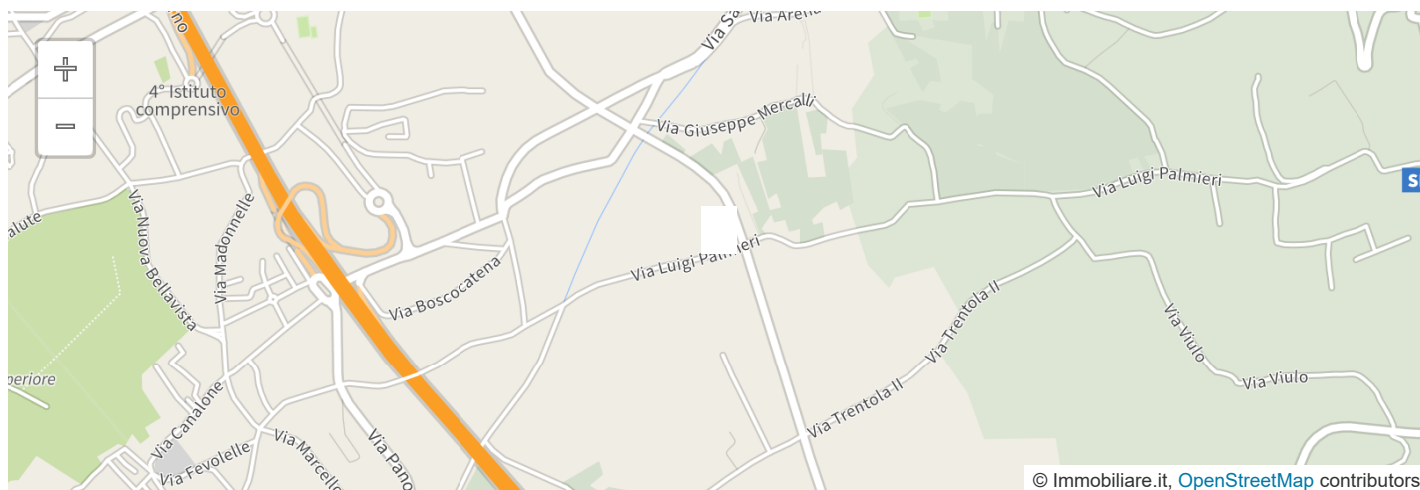 Via Arena
Via Sa
eno
4° Istituto
comprensivo
Via Giuseppe Mercalli
Via Luigi Palmieri
S
alute
Via Nuova Bellavista
Via Madonnelle
Via Boscocatena
Via Luigi Palmieri
Via Trentola II
Via Viulo
Via Viulo
periore
Via Canalone
Via Trentola II
Via Fevolelle
Via Marcello
Via Pano
© Immobiliare.it, OpenStreetMap contributors